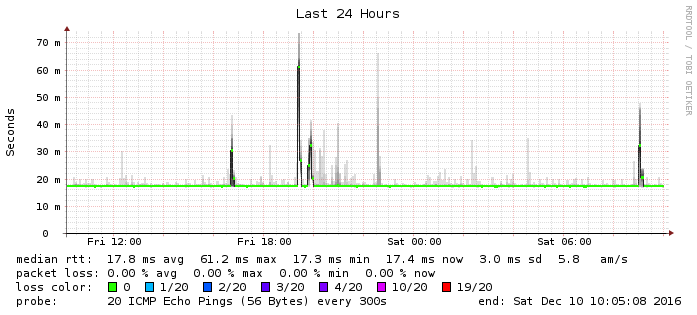 Last 24 Hours
RRDTOOL / TOBI OETIKER
Seconds
70 m
60 m
50 m
40 m
30 m
20 m
10 m
0
Fri 12:00 Fri 18:00 Sat 00:00 Sat 06:00
median rtt: 17.8 ms avg 61.2 ms max 17.3 ms min 17.4 ms now 3.0 ms sd 5.8 am/s
packet loss: 0.00 % avg 0.00 % max 0.00 % min 0.00 % now
loss color: 0 1/20 2/20 3/20 4/20 10/20 19/20
probe: 20 ICMP Echo Pings (56 Bytes) every 300s end: Sat Dec 10 10:05:08 2016